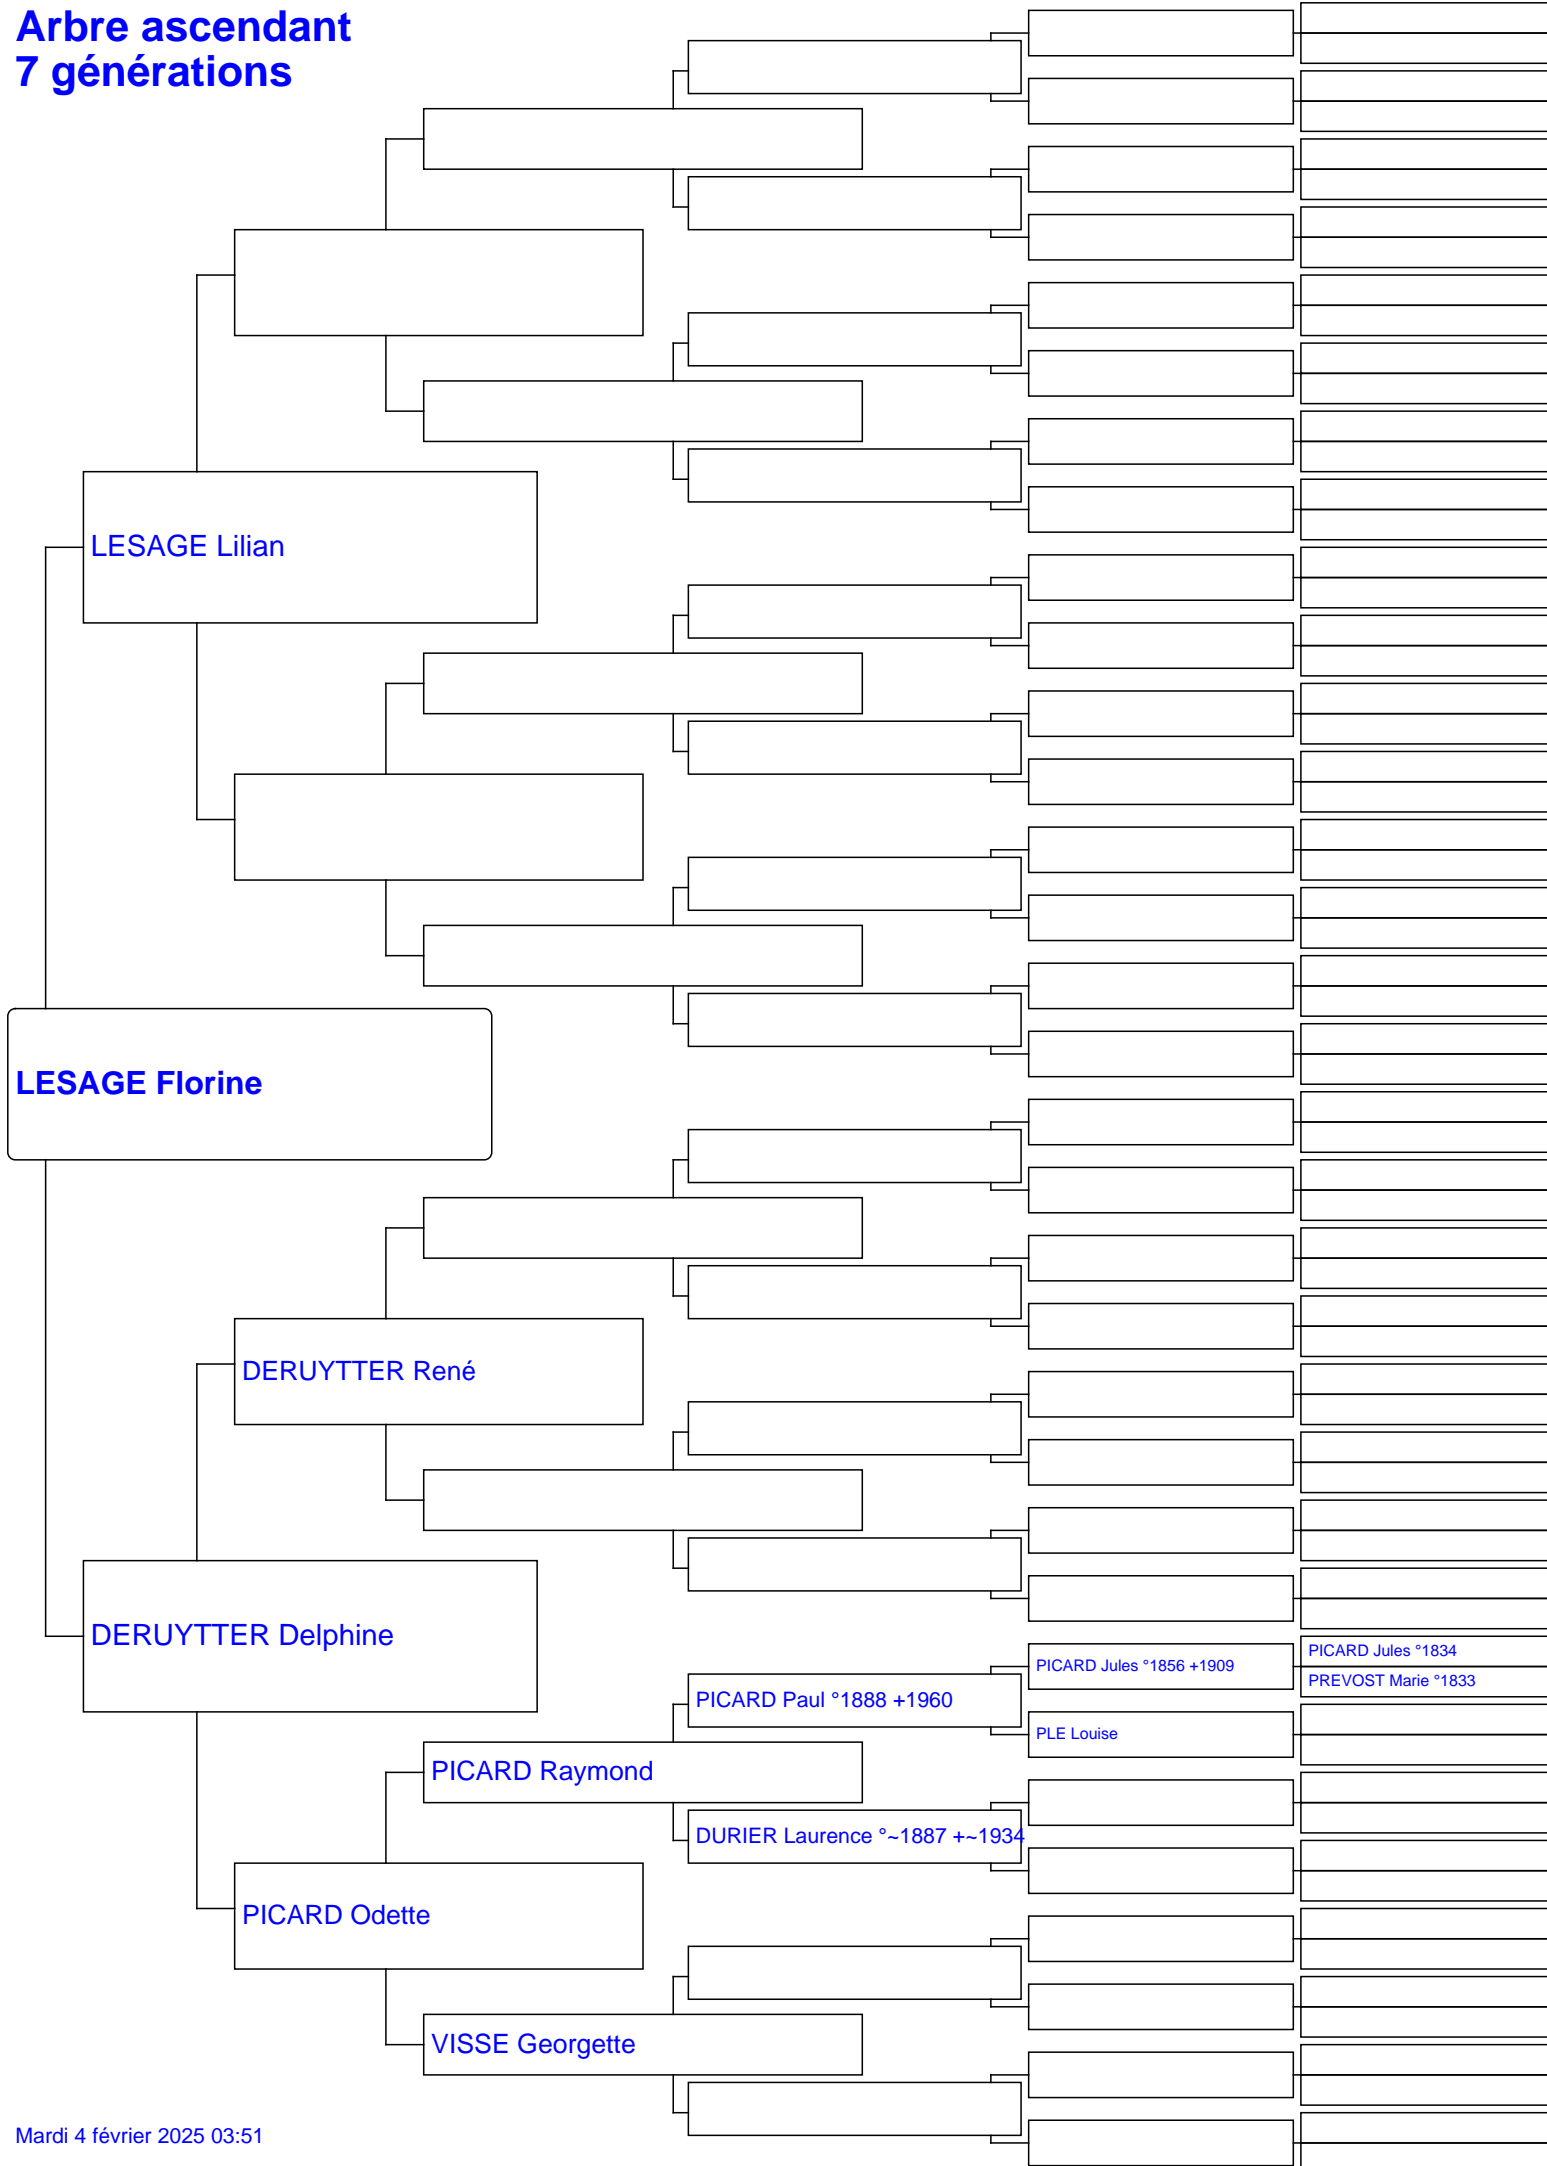 Arbre ascendant
7 générations
LESAGE Lilian
LESAGE Florine
DERUYTTER René
DERUYTTER Delphine
PICARD Jules °1834
PICARD Jules °1856 +1909
PREVOST Marie °1833
PICARD Paul °1888 +1960
PLE Louise
PICARD Raymond
DURIER Laurence °~1887 +~1934
PICARD Odette
VISSE Georgette
Mardi 4 février 2025 03:51